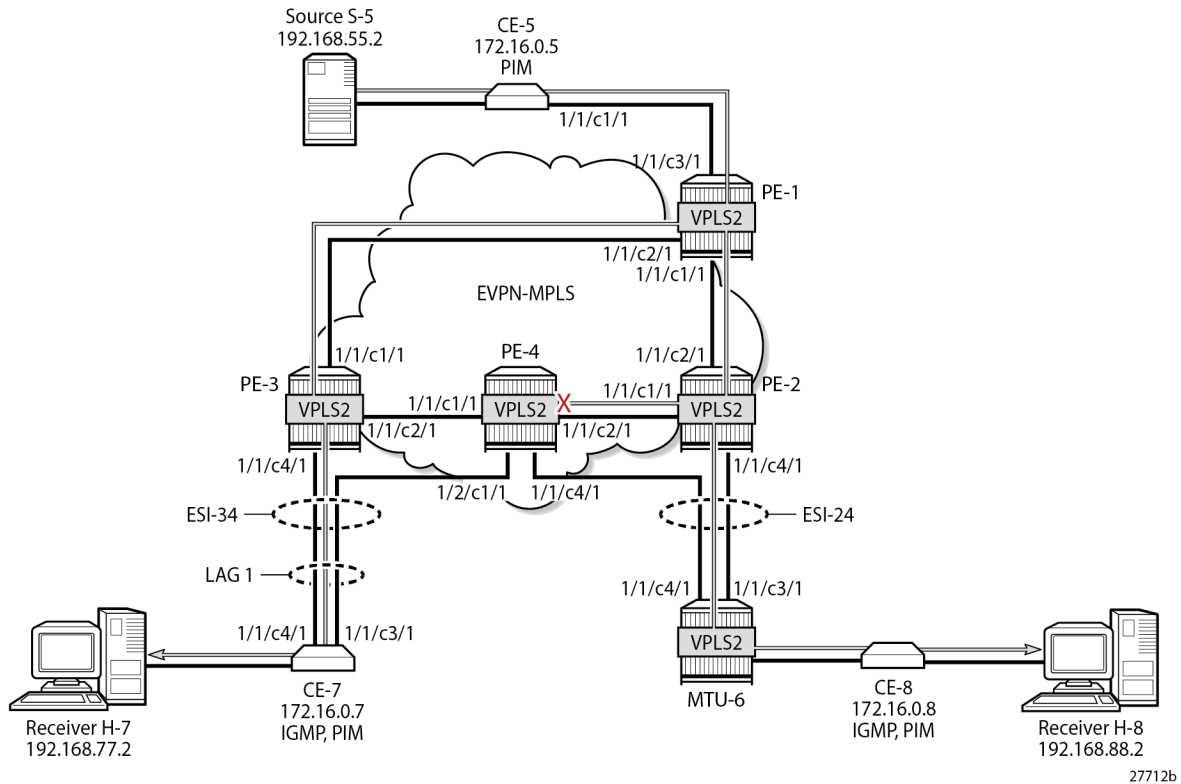 Source S-5
192.168.55.2
CE-5
172.16.0.5
PIM
1/1/c1/1
1/1/c3/1
PE-1
VPLS2
1/1/c2/1
1/1/c1/1
EVPN-MPLS
1/1/c1/1
PE-4
1/1/c2/1
PE-3
1/1/c1/1
PE-2
VPLS2
1/1/c1/1
VPLS2
X
VPLS2
1/1/c2/1
1/1/c2/1
1/1/c4/1
1/1/c4/1
1/2/c1/1
1/1/c4/1
ESI-34
ESI-24
LAG 1
1/1/c4/1
1/1/c3/1
1/1/c4/1
1/1/c3/1
VPLS2
CE-7
172.16.0.7
IGMP, PIM
MTU-6
CE-8
172.16.0.8
IGMP, PIM
Receiver H-7
192.168.77.2
Receiver H-8
192.168.88.2
27712b